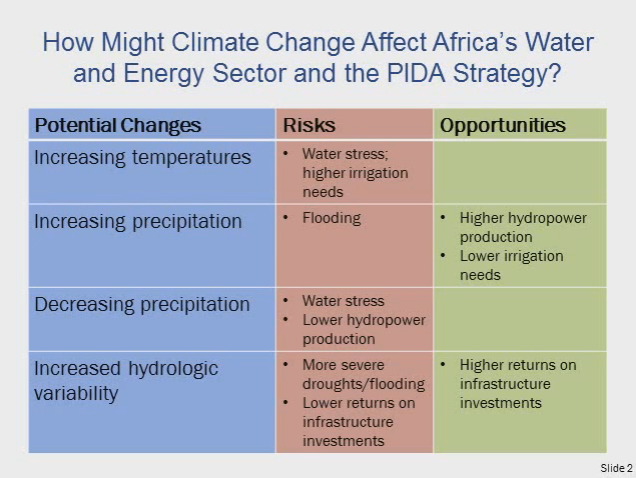 How Might Climate Change Affect Africa's Water
and Energy Sector and the PIDA Strategy?
Potential Changes
Risks
Opportunities
Increasing temperatures
• Water stress;
higher irrigation
needs
Increasing precipitation
• Flooding
• Higher hydropower
production
• Lower irrigation
needs
Decreasing precipitation
• Water stress
• Lower hydropower
production
Increased hydrologic
variability
• More severe
droughts/flooding
• Lower returns on
infrastructure
investments
• Higher returns on
infrastructure
investments
Slide 2